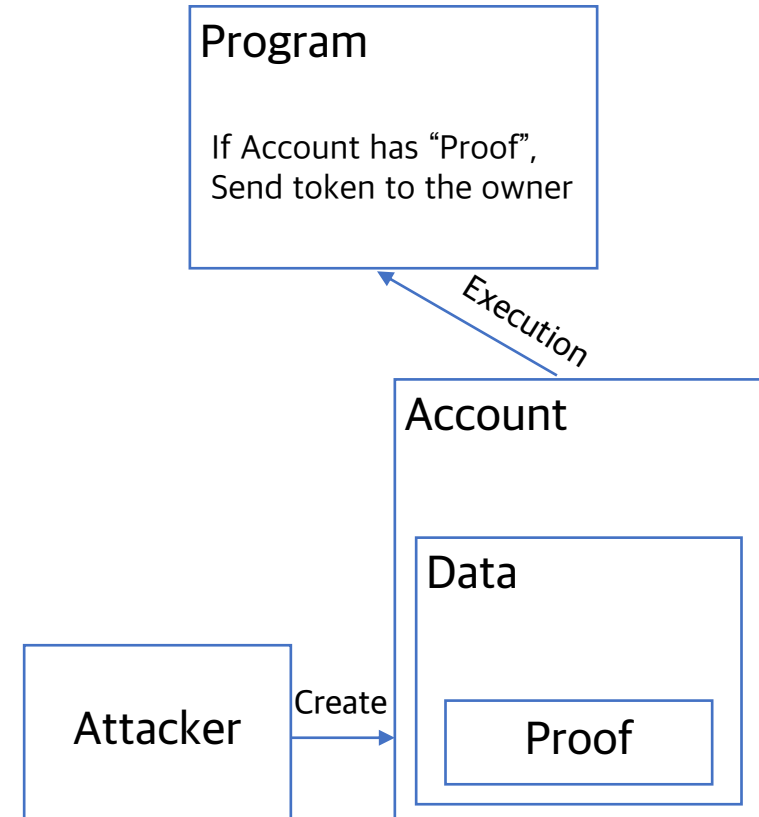 Program
If Account has “Proof”,
Send token to the owner
Execution
Account
Data
Attacker
Create
Proof